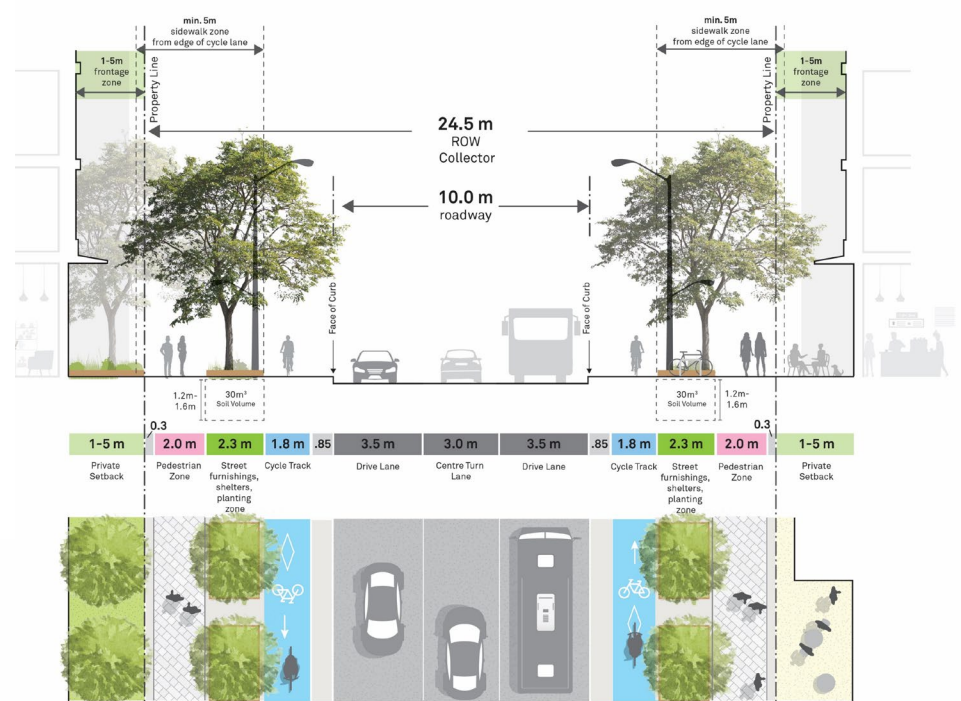 min. 5m
sidewalk zone
from edge of cycle lane
min. 5m
sidewalk zone
from edge of cycle lane
1-5m
frontage
zone
Property Line
Property Line
1-5m
frontage
zone
24.5 m
ROW
Collector
10.0 m
roadway
Face of Curb
Face of Curb
1.2m-
1.6m
30m³
Soil Volume
30m³
Soil Volume
1.2m-
1.6m
0.3
0.3
1-5 m
2.0 m
2.3 m
1.8 m
.85
3.5 m
3.0 m
3.5 m
.85
1.8 m
2.3 m
2.0 m
1-5 m
Private
Setback
Pedestrian
Zone
Street
furnishings,
shelters,
planting
zone
Cycle Track
Drive Lane
Centre Turn
Lane
Drive Lane
Cycle Track
Street
furnishings,
shelters,
planting
zone
Pedestrian
Zone
Private
Setback